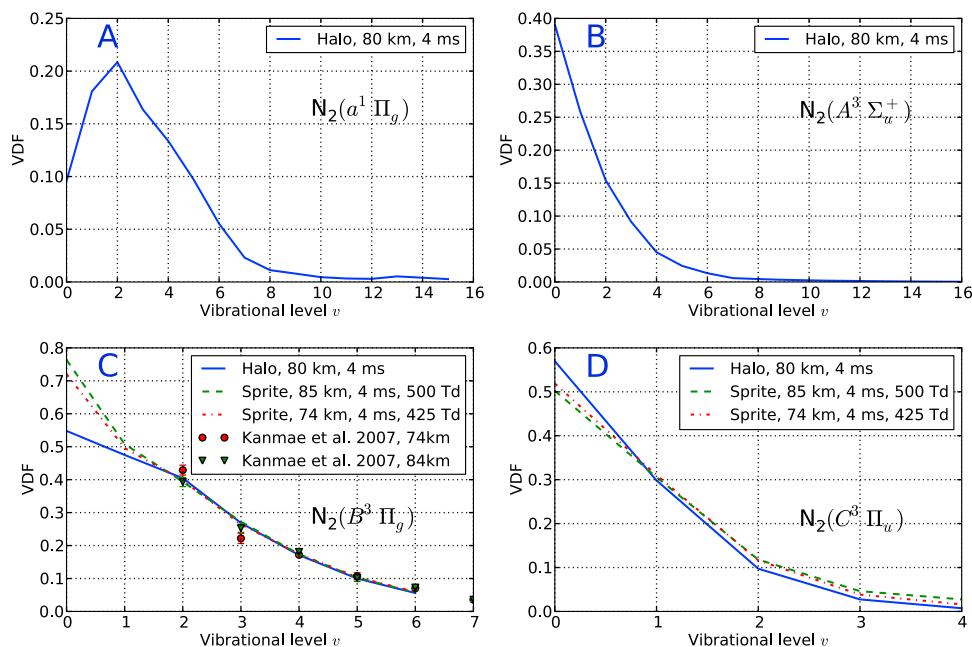 A
Halo, 80 km, 4 ms
N₂(a¹ Π_g)
VDF
0.25
0.20
0.15
0.10
0.05
0.00
0 2 4 6 8 10 12 14 16
Vibrational level v
B
Halo, 80 km, 4 ms
N₂(A³ Σ_u⁺)
VDF
0.40
0.35
0.30
0.25
0.20
0.15
0.10
0.05
0.00
0 2 4 6 8 10 12 14 16
Vibrational level v
C
Halo, 80 km, 4 ms
Sprite, 85 km, 4 ms, 500 Td
Sprite, 74 km, 4 ms, 425 Td
Kanmae et al. 2007, 74km
Kanmae et al. 2007, 84km
N₂(B³ Π_g)
VDF
0.8
0.7
0.6
0.5
0.4
0.3
0.2
0.1
0.0
0 1 2 3 4 5 6 7
Vibrational level v
D
Halo, 80 km, 4 ms
Sprite, 85 km, 4 ms, 500 Td
Sprite, 74 km, 4 ms, 425 Td
N₂(C³ Π_u)
VDF
0.6
0.5
0.4
0.3
0.2
0.1
0.0
0 1 2 3 4
Vibrational level v